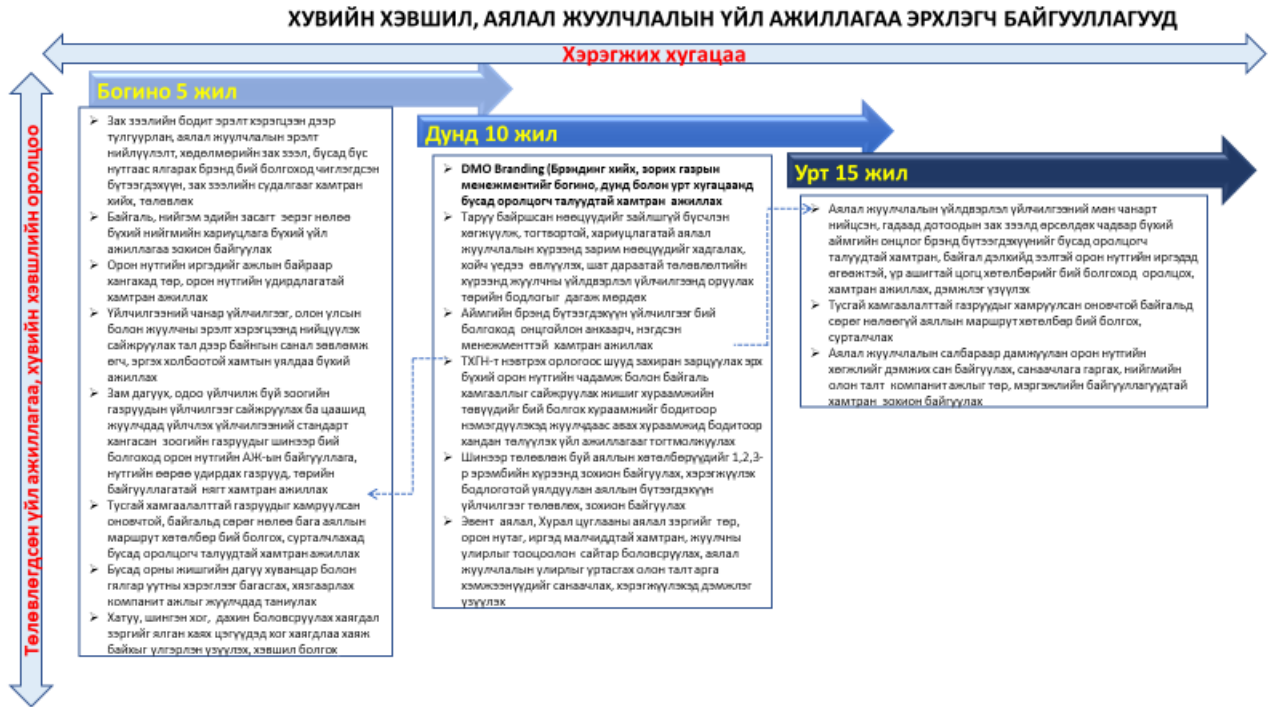 ХУВИЙН ХЭВШИЛ, АЯЛАЛ ЖУУЛЧЛАЛЫН ҮЙЛ АЖИЛЛАГАА ЭРХЛЭГЧ БАЙГУУЛЛАГУУД
Хэрэгжих хугацаа
Төлөвлөгдсөн үйл ажиллагаа, хувийн хэвшлийн оролцоо
Богино 5 жил
➢ Зах зээлийн бодит эрэлт хэрэгцээн дээр
тулгуурлан, аялал жуулчлалын эрэлт
нийлүүлэлт, хөдөлмөрийн зах зээл, бусад бүс
нутгаас ялгарах брэнд бий болгоход чиглэгдсэн
бүтээгдэхүүн, зах зээлийн судалгааг хамтран
хийх, төлөвлөх
➢ Байгаль, нийгэм эдийн засагт эерэг нөлөө
бүхий нийгмийн хариуцлага бүхий үйл
ажиллагаа зохион байгуулах
➢ Орон нутгийн иргэдийг ажлын байраар
хангахад төр, орон нутгийн удирдлагатай
хамтран ажиллах
➢ Үйлчилгээний чанар үйлчилгээг, олон улсын
болон жуулчны эрэлт хэрэгцээнд нийцүүлэх
сайжруулах тал дээр байнгын санал зөвлөмж
өгч, эргэх холбоотой хамтын уялдаа бүхий
ажиллах
➢ Зам дагуух, одоо үйлчилж буй зоогийн
газруудын үйлчилгээг сайжруулах ба цаашид
жуулчдад үйлчлэх үйлчилгээний стандарт
хангасан зоогийн газруудыг шинээр бий
болгоход орон нутгийн АЖ-ын байгууллага,
нутгийн өөрөө удирдах газрууд, төрийн
байгууллагатай нягт хамтран ажиллах
➢ Тусгай хамгаалалттай газруудыг хамруулсан
оновчтой, байгальд сөрөг нөлөө бага аяллын
маршрут хөтөлбөр бий болгох, сурталчлахад
бусад оролцогч талуудтай хамтран ажиллах
➢ Бусад орны жишгийн дагуу хуванцар болон
гялгар уутны хэрэглээг багасгах, хязгаарлах
компанит ажлыг жуулчдад таниулах
➢ Хатуу, шингэн хог, дахин боловсруулах хаягдал
зэргийг ялган хаях цэгүүдэд хог хаягдлаа хаяж
байхыг үлгэрлэн үзүүлэх, хэвшил болгох
Дунд 10 жил
➢ DMO Branding (Брэндинг хийх, зорих газрын
менежментийг богино, дунд болон урт хугацаанд
бусад оролцогч талуудтай хамтран ажиллах
➢ Таруу байршсан нөөцүүдийг зайлшгүй бүсчлэн
хөгжүүлж, тогтвортой, хариуцлагатай аялал
жуулчлалын хүрээнд зарим нөөцүүдийг хадгалах,
хойч үедээ өвлүүлэх, шат дараатай төлөвлөлтийн
хүрээнд жуулчны үйлдвэрлэл үйлчилгээнд оруулах
төрийн бодлогыг дагаж мөрдөх
➢ Аймгийн брэнд бүтээгдэхүүн үйлчилгээг бий
болгоход онцгойлон анхаарч, нэгдсэн
менежменттэй хамтран ажиллах
➢ ТХГН-т нэвтрэх орлогоос шууд захиран зарцуулах эрх
бүхий орон нутгийн чадамж болон байгаль
хамгааллыг сайжруулах жишиг хураамжийн
төвүүдийг бий болгох хураамжийг бодитоор
нэмэгдүүлэхэд жуулчдаас авах хураамжид бодитоор
хандан төлүүлэх үйл ажиллагааг тогтмолжуулах
➢ Шинээр төлөвлөж буй аяллын хөтөлбөрүүдийг 1,2,3-
р эрэмбийн хүрээнд зохион байгуулах, хэрэгжүүлэх
бодлоготой уялдуулан аяллын бүтээгдэхүүн
үйлчилгээг төлөвлөх, зохион байгуулах
➢ Эвент аялал, Хурал цуглааны аялал зэргийг төр,
орон нутаг, иргэд малчиддтай хамтран, жуулчны
улирлыг тооцоолон сайтар боловсруулах, аялал
жуулчлалын улирлыг уртасгах олон талт арга
хэмжээнүүдийг санаачлах, хэрэгжүүлэхэд дэмжлэг
үзүүлэх
Урт 15 жил
➢ Аялал жуулчлалын үйлдвэрлэл үйлчилгээний мөн чанарт
нийцсэн, гадаад дотоодын зах зээлд өрсөлдөх чадвар бүхий
аймгийн онцлог брэнд бүтээгдэхүүнийг бусад оролцогч
талуудтай хамтран, байгал дэлхийд ээлтэй орон нутгийн иргэдэд
өгөөжтэй, үр ашигтай цогц хөтөлбөрийг бий болгоход оролцох,
хамтран ажиллах, дэмжлэг үзүүлэх
➢ Тусгай хамгаалалттай газруудыг хамруулсан оновчтой байгальд
сөрөг нөлөөгүй аяллын маршрут хөтөлбөр бий болгох,
сурталчлах
➢ Аялал жуулчлалын салбараар дамжуулан орон нутгийн
хөгжлийг дэмжих сан байгуулах, санаачлага гаргах, нийгмийн
олон талт компанит ажлыг төр, мэргэжлийн байгууллагуудтай
хамтран зохион байгуулах